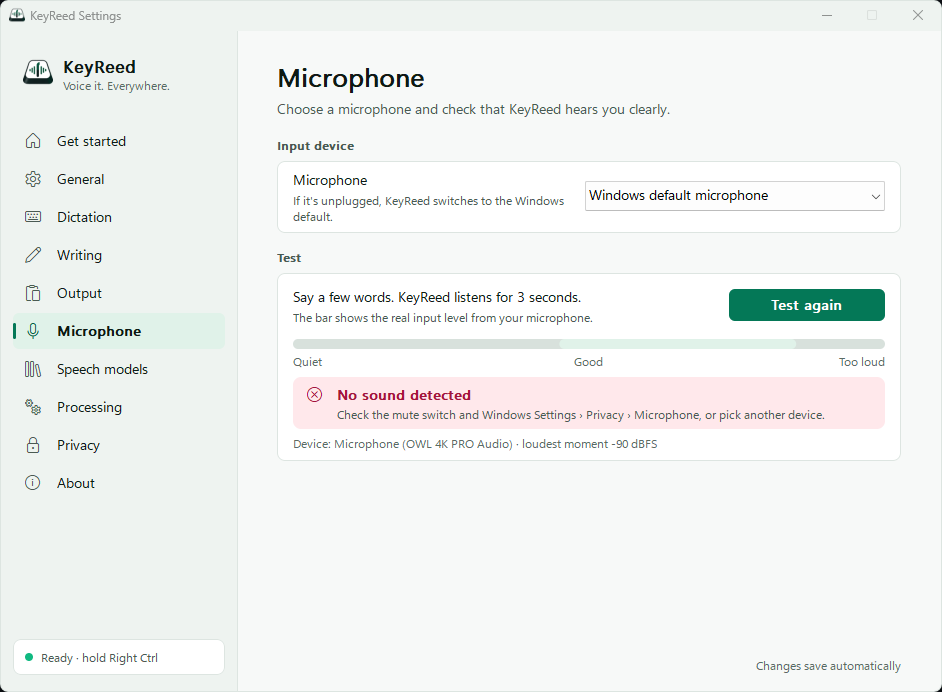 KeyReed Settings
KeyReed
Voice it. Everywhere.
Get started
General
Dictation
Writing
Output
Microphone
Speech models
Processing
Privacy
About
Ready · hold Right Ctrl
Microphone
Choose a microphone and check that KeyReed hears you clearly.
Input device
Microphone
If it's unplugged, KeyReed switches to the Windows
default.
Windows default microphone
Test
Say a few words. KeyReed listens for 3 seconds.
The bar shows the real input level from your microphone.
Test again
Quiet
Good
Too loud
No sound detected
Check the mute switch and Windows Settings › Privacy › Microphone, or pick another device.
Device: Microphone (OWL 4K PRO Audio) · loudest moment -90 dBFS
Changes save automatically